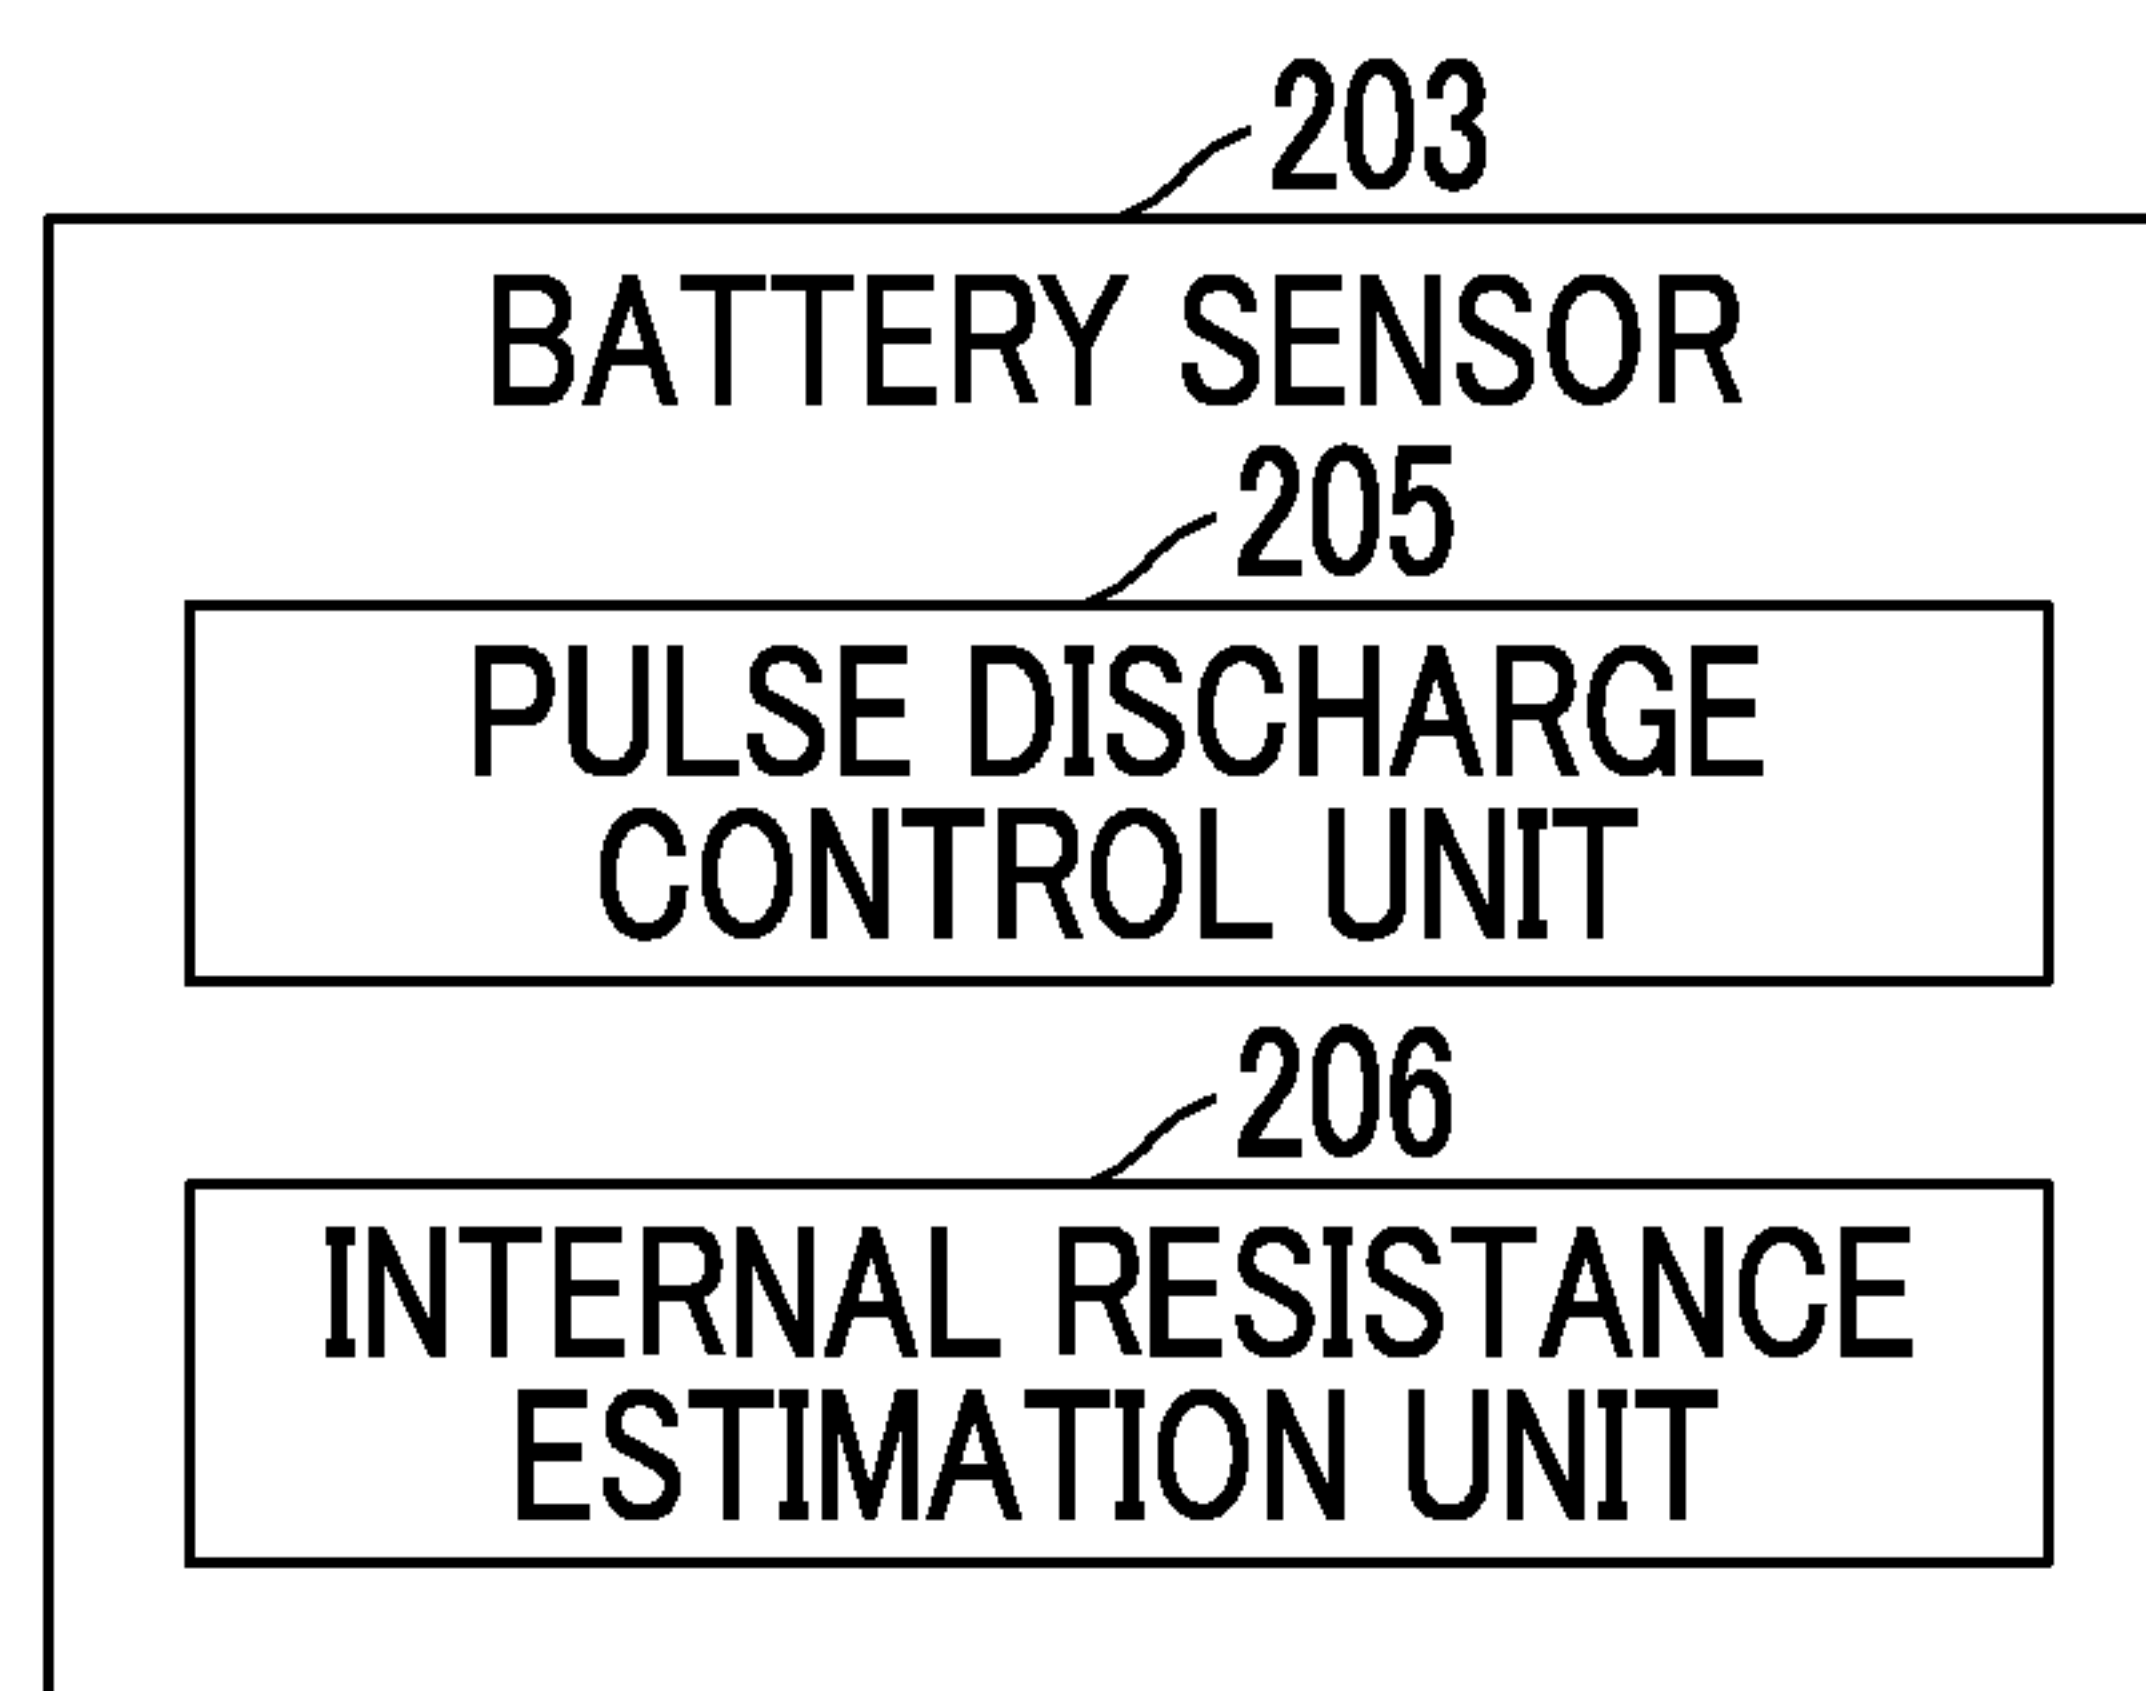 203
BATTERY SENSOR
205
PULSE DISCHARGE
CONTROL UNIT
206
INTERNAL RESISTANCE
ESTIMATION UNIT